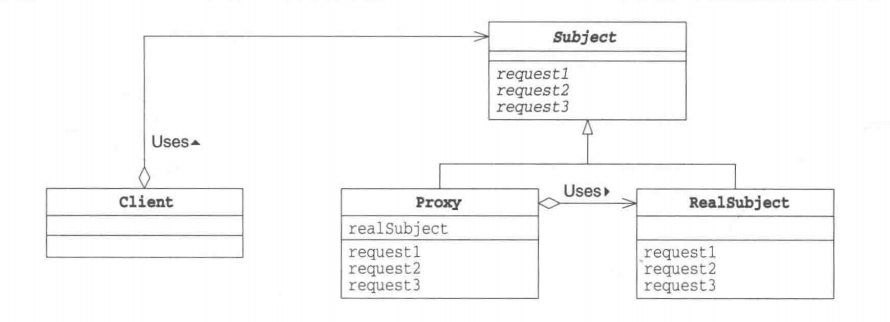 Subject
request1
request2
request3
Uses▲
Client
Proxy
realSubject
request1
request2
request3
Uses▶
RealSubject
request1
request2
request3